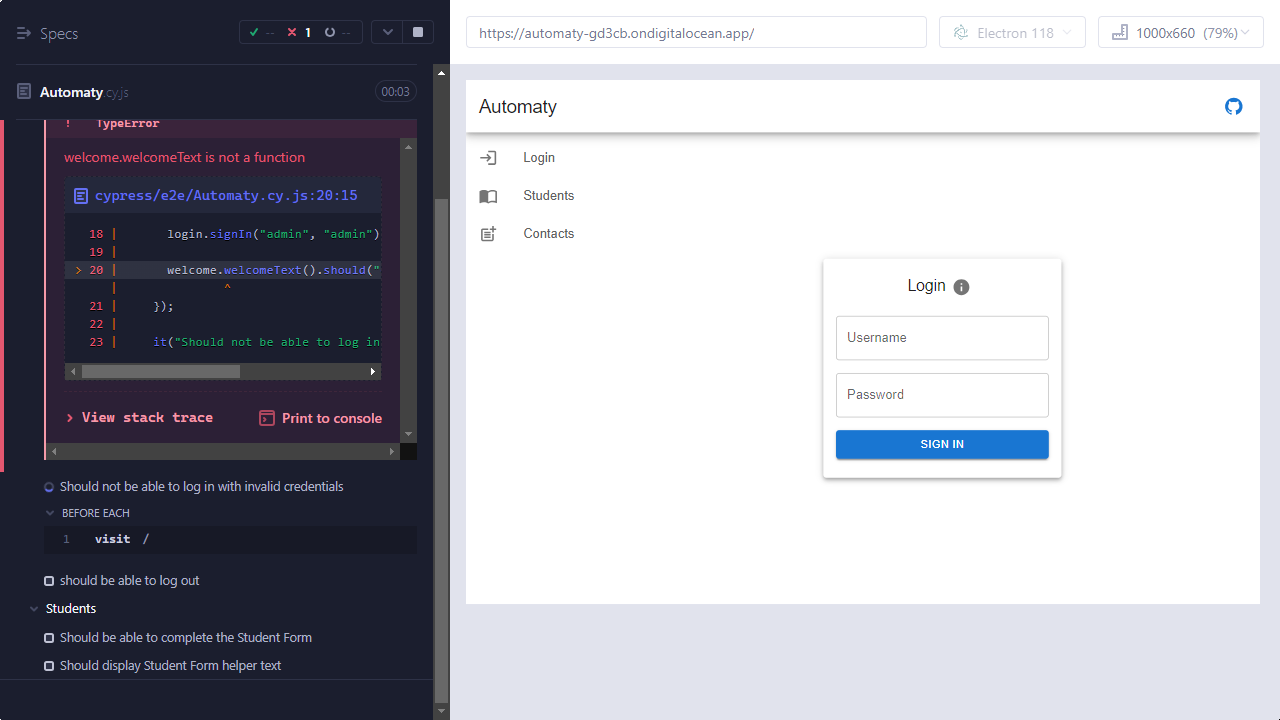 Specs
-- 1 --
Automaty.cy.js 00:03
! TypeError
welcome.welcomeText is not a function
cypress/e2e/Automaty.cy.js:20:15
18 | login.signIn("admin", "admin")
19 |
> 20 | welcome.welcomeText().should("
| ^
21 | });
22 |
23 | it("Should not be able to log in
> View stack trace Print to console
Should not be able to log in with invalid credentials
BEFORE EACH
1 visit /
should be able to log out
Students
Should be able to complete the Student Form
Should display Student Form helper text
https://automaty-gd3cb.ondigitalocean.app/
Electron 118
1000x660 (79%)
Automaty
Login
Students
Contacts
Login
Username
Password
SIGN IN